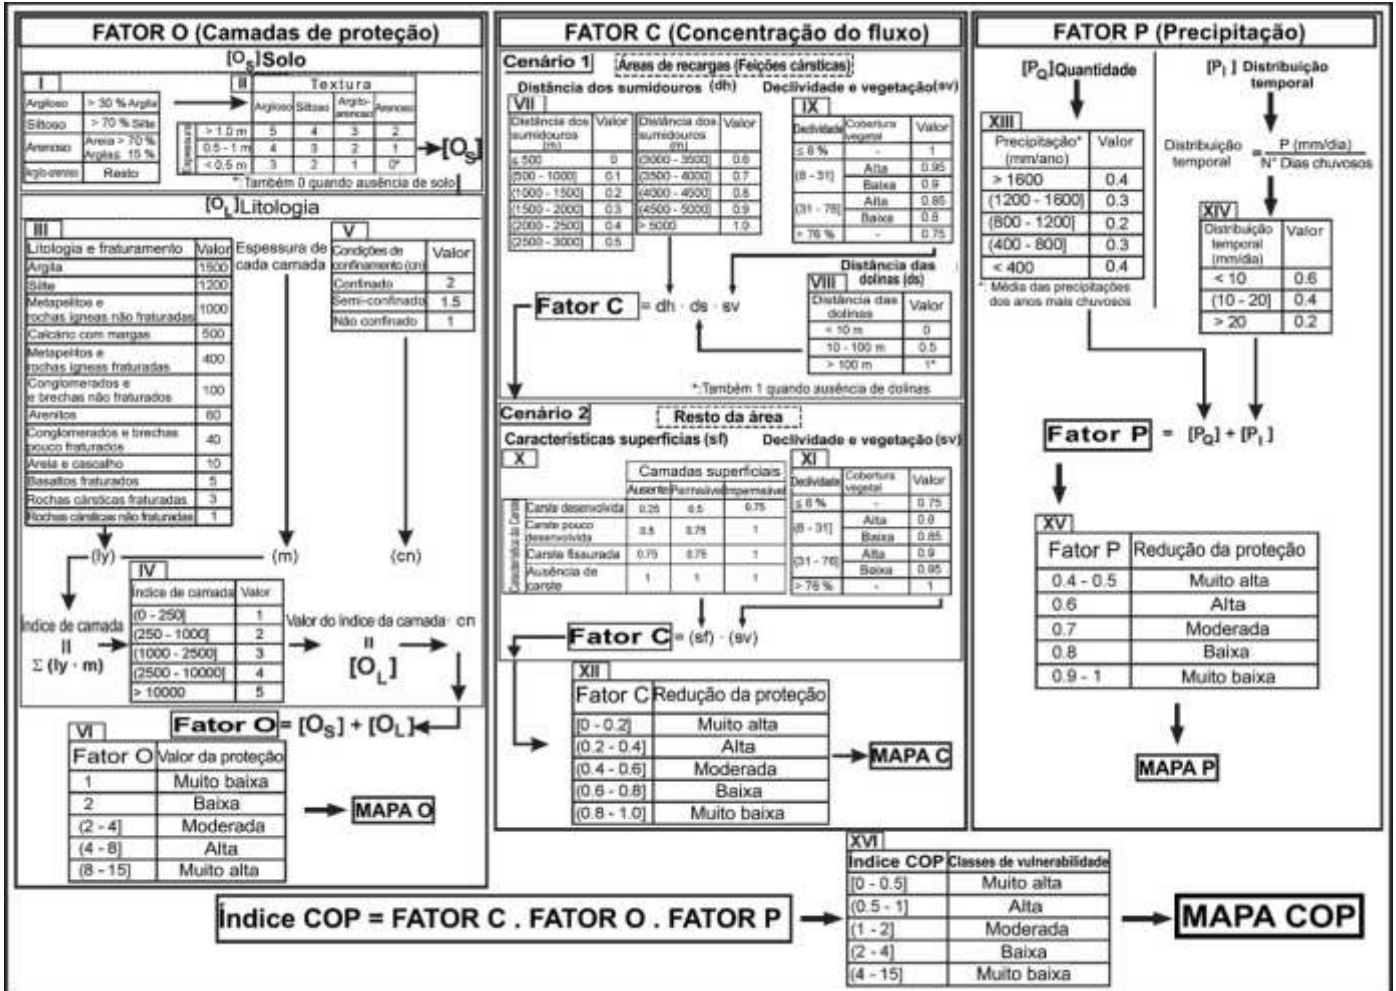 FATOR O (Camadas de proteção)
[OS]Solo
I
Argiloso > 30 % Argila
Siltoso > 70 % Silte
Arenoso Areia > 70 % Argilas 15 %
Argilo-arenoso Resto
II
Textura
Argiloso Siltoso Argilo-arenoso Arenoso
Espessura
> 1.0 m 5 4 3 2
0.5 - 1 m 4 3 2 1
< 0.5 m 3 2 1 0*
*:Também 0 quando ausência de solo
[OS]
[OL]Litologia
III
Litologia e fraturamento Valor
Argila 1500
Silte 1200
Metapelitos e rochas ígneas não fraturadas 1000
Calcário com margas 500
Metapelitos e rochas ígneas fraturadas 400
Conglomerados e e brechas não fraturados 100
Arenitos 60
Conglomerados e brechas pouco fraturados 40
Areia e cascalho 10
Basaltos fraturados 5
Rochas cársticas fraturadas 3
Rochas cársticas não fraturadas 1
Espessura de cada camada
V
Condições de confinamento (cn) Valor
Confinado 2
Semi-confinado 1.5
Não confinado 1
(ly) (m) (cn)
Índice de camada
II
Σ (ly · m)
IV
Índice de camada Valor
(0 - 250] 1
(250 - 1000] 2
(1000 - 2500] 3
(2500 - 10000] 4
> 10000 5
Valor do índice da camada· cn
II
[OL]
Fator O = [OS] + [OL]
VI
Fator O Valor da proteção
1 Muito baixa
2 Baixa
(2 - 4] Moderada
(4 - 8] Alta
(8 - 15] Muito alta
MAPA O
FATOR C (Concentração do fluxo)
Cenário 1
Áreas de recargas (Feições cársticas)
Distância dos sumidouros (dh)
VII
Distância dos sumidouros (m) Valor Distância dos sumidouros (m) Valor
≤ 500 0 (3000 - 3500] 0.6
(500 - 1000] 0.1 (3500 - 4000] 0.7
(1000 - 1500] 0.2 (4000 - 4500] 0.8
(1500 - 2000] 0.3 (4500 - 5000] 0.9
(2000 - 2500] 0.4 > 5000 1.0
(2500 - 3000] 0.5
Declividade e vegetação(sv)
IX
Declividade Cobertura vegetal Valor
≤ 8 % - 1
(8 - 31] Alta 0.95
Baixa 0.9
(31 - 76] Alta 0.85
Baixa 0.8
> 76 % - 0.75
Distância das dolinas (ds)
VIII
Distância das dolinas Valor
< 10 m 0
10 - 100 m 0.5
> 100 m 1*
*:Também 1 quando ausência de dolinas
Fator C = dh · ds · sv
Cenário 2
Resto da área
Características superficias (sf)
X
Camadas superficiais
Ausente Permeável Impermeável
Característica do Carste
Carste desenvolvida 0.25 0.5 0.75
Carste pouco desenvolvida 0.5 0.75 1
Carste fissurada 0.75 0.75 1
Ausência de carste 1 1 1
Declividade e vegetação(sv)
XI
Declividade Cobertura vegetal Valor
≤ 8 % - 0.75
(8 - 31] Alta 0.8
Baixa 0.85
(31 - 76] Alta 0.9
Baixa 0.95
> 76 % - 1
Fator C = (sf) · (sv)
XII
Fator C Redução da proteção
[0 - 0.2] Muito alta
(0.2 - 0.4] Alta
(0.4 - 0.6] Moderada
(0.6 - 0.8] Baixa
(0.8 - 1.0] Muito baixa
MAPA C
FATOR P (Precipitação)
[PQ]Quantidade
XIII
Precipitação* (mm/ano) Valor
> 1600 0.4
(1200 - 1600] 0.3
(800 - 1200] 0.2
(400 - 800] 0.3
< 400 0.4
*: Média das precipitações
dos anos mais chuvosos
[PI ] Distribuição temporal
Distribuição temporal = P (mm/dia) / N° Dias chuvosos
XIV
Distribuição temporal (mm/dia) Valor
< 10 0.6
(10 - 20] 0.4
> 20 0.2
Fator P = [PQ] + [PI ]
XV
Fator P Redução da proteção
0.4 - 0.5 Muito alta
0.6 Alta
0.7 Moderada
0.8 Baixa
0.9 - 1 Muito baixa
MAPA P
Índice COP = FATOR C . FATOR O . FATOR P
XVI
Índice COP Classes de vulnerabilidade
[0 - 0.5] Muito alta
(0.5 - 1] Alta
(1 - 2] Moderada
(2 - 4] Baixa
(4 - 15] Muito baixa
MAPA COP